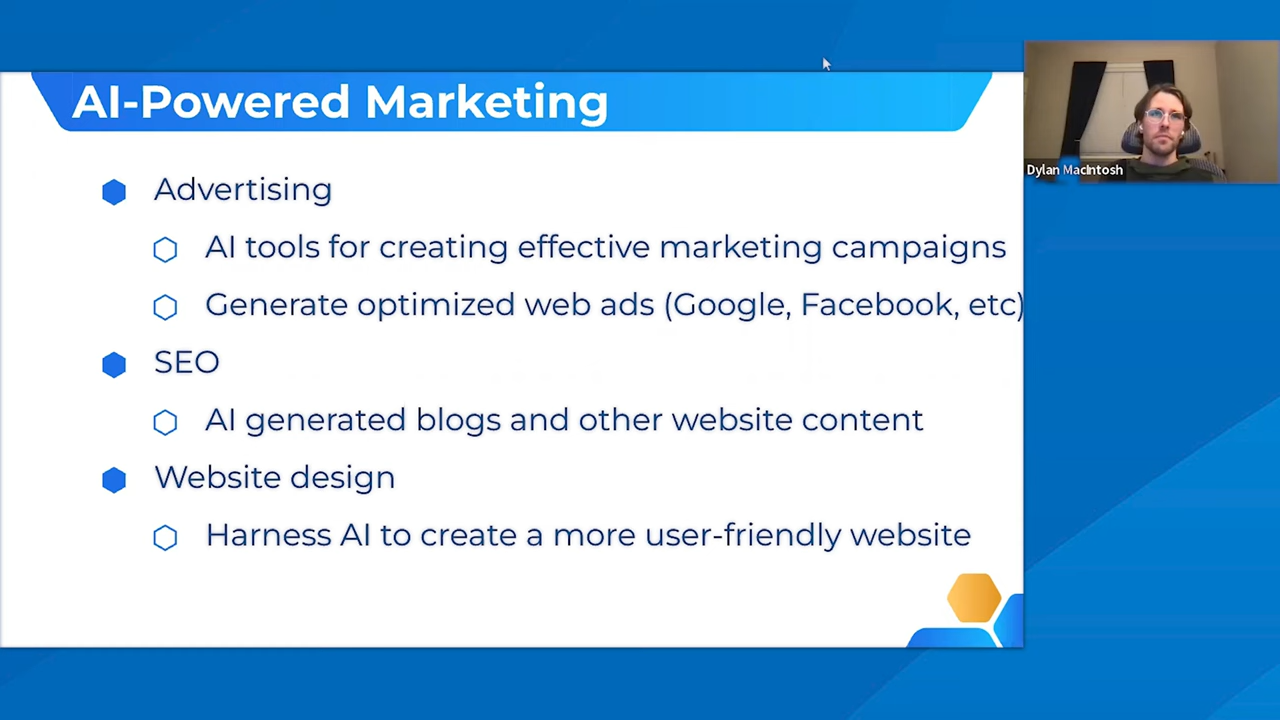 AI-Powered Marketing
Advertising
AI tools for creating effective marketing campaigns
Generate optimized web ads (Google, Facebook, etc)
SEO
AI generated blogs and other website content
Website design
Harness AI to create a more user-friendly website
Dylan MacIntosh